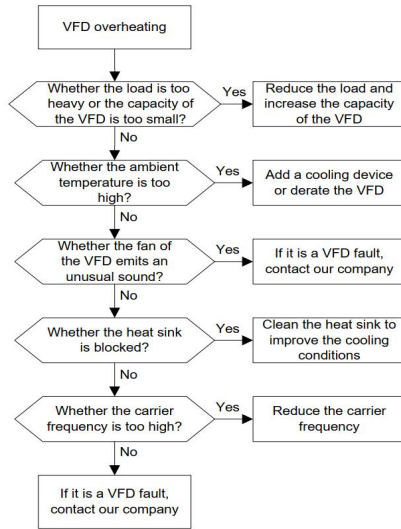 VFD overheating
Whether the load is too
heavy or the capacity of
the VFD is too small?
Yes
Reduce the load and
increase the capacity
of the VFD
No
Whether the ambient
temperature is too
high?
Yes
Add a cooling device
or derate the VFD
No
Whether the fan of
the VFD emits an
unusual sound?
Yes
If it is a VFD fault,
contact our company
No
Whether the heat sink
is blocked?
Yes
Clean the heat sink to
improve the cooling
conditions
No
Whether the carrier
frequency is too high?
Yes
Reduce the carrier
frequency
No
If it is a VFD fault,
contact our company